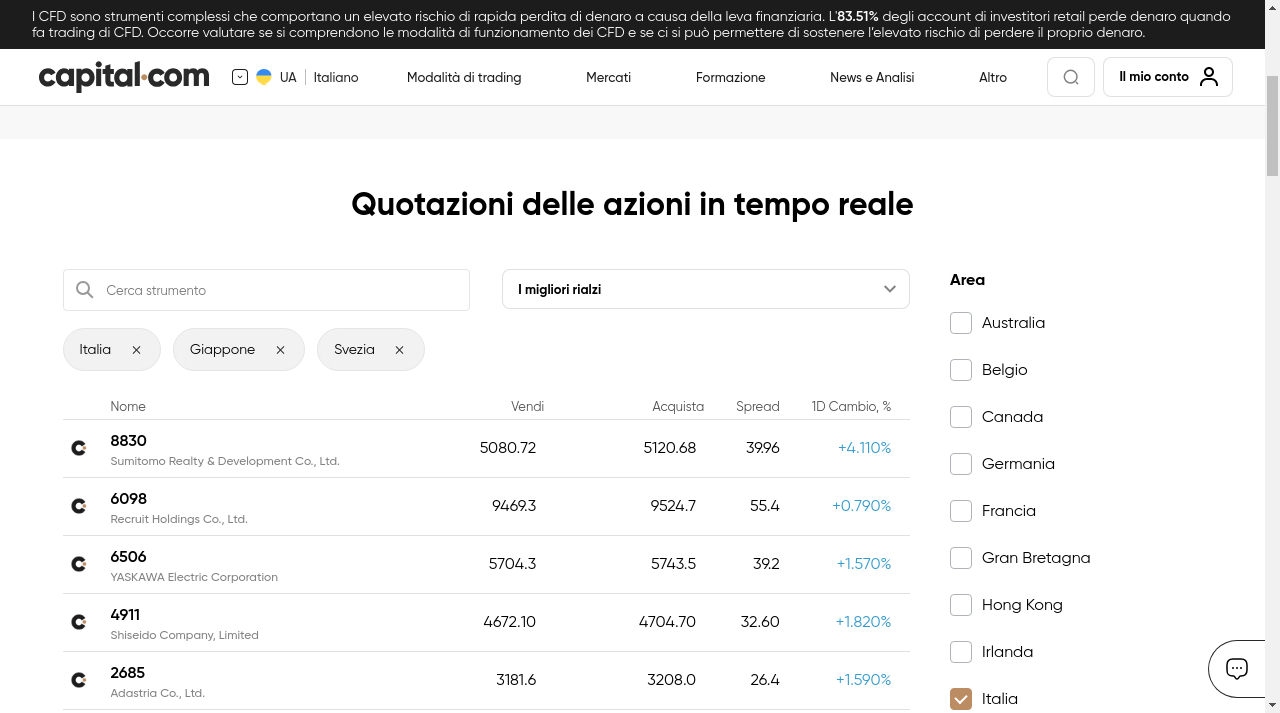 I CFD sono strumenti complessi che comportano un elevato rischio di rapida perdita di denaro a causa della leva finanziaria. L'83.51% degli account di investitori retail perde denaro quando
fa trading di CFD. Occorre valutare se si comprendono le modalità di funzionamento dei CFD e se ci si può permettere di sostenere l’elevato rischio di perdere il proprio denaro.
capital.com UA Italiano Modalità di trading Mercati Formazione News e Analisi Altro Il mio conto
Quotazioni delle azioni in tempo reale
Cerca strumento
I migliori rialzi
Italia Giappone Svezia
Nome Vendi Acquista Spread 1D Cambio, %
8830 5080.72 5120.68 39.96 +4.110%
Sumitomo Realty & Development Co., Ltd.
6098 9469.3 9524.7 55.4 +0.790%
Recruit Holdings Co., Ltd.
6506 5704.3 5743.5 39.2 +1.570%
YASKAWA Electric Corporation
4911 4672.10 4704.70 32.60 +1.820%
Shiseido Company, Limited
2685 3181.6 3208.0 26.4 +1.590%
Adastria Co., Ltd.
Area
Australia
Belgio
Canada
Germania
Francia
Gran Bretagna
Hong Kong
Irlanda
Italia